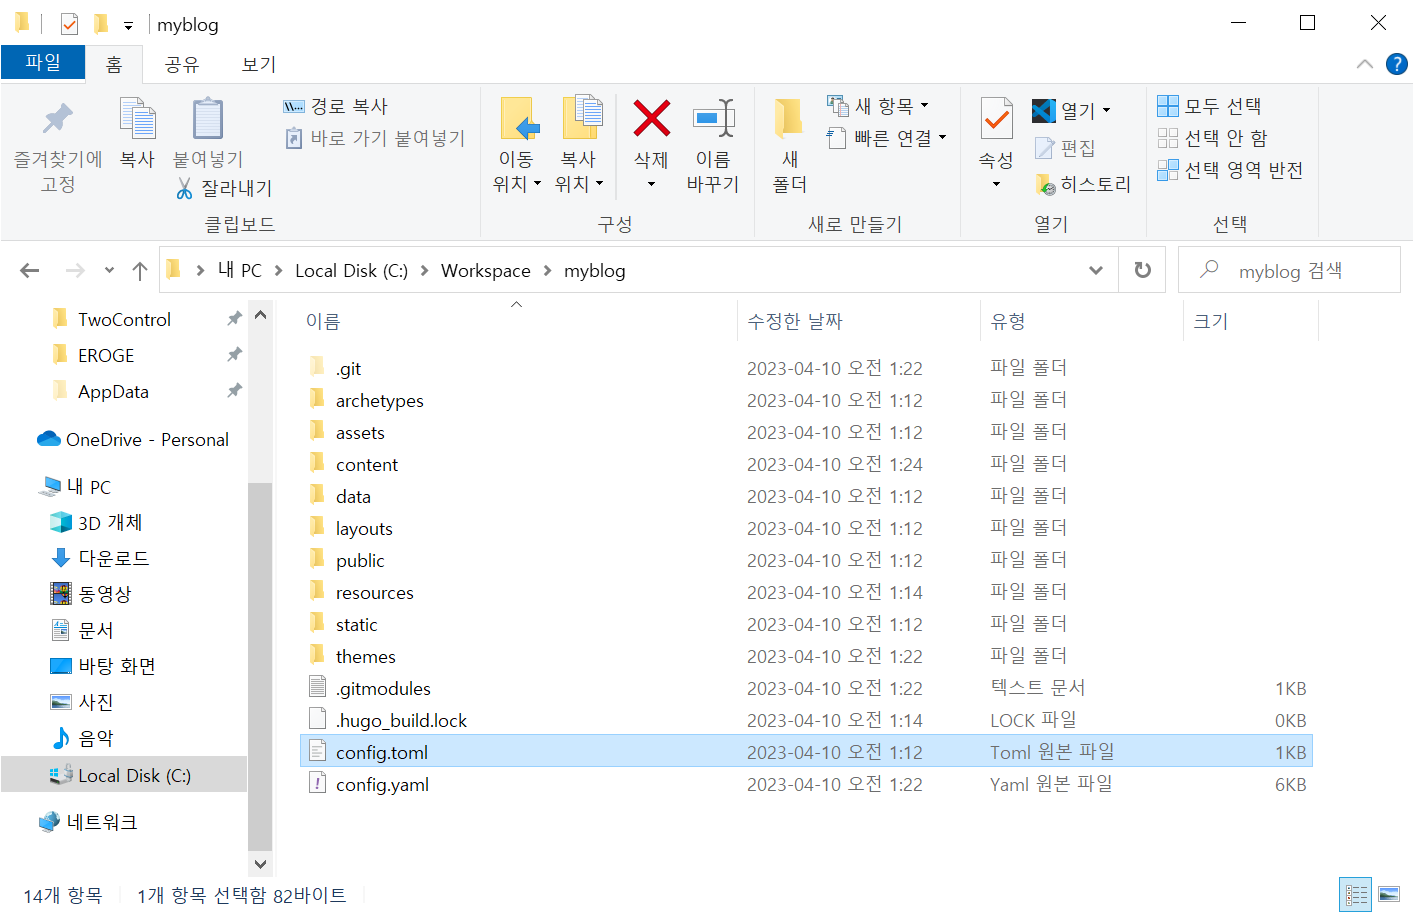 myblog
파일 홈 공유 보기
즐겨찾기에 고정
복사
붙여넣기
경로 복사
바로 가기 붙여넣기
잘라내기
클립보드
이동 위치
복사 위치
삭제
이름 바꾸기
구성
새 폴더
새 항목
빠른 연결
새로 만들기
속성
열기
편집
히스토리
열기
모두 선택
선택 안 함
선택 영역 반전
선택
내 PC Local Disk (C:) Workspace myblog
myblog 검색
TwoControl
EROGE
AppData
OneDrive - Personal
내 PC
3D 개체
다운로드
동영상
문서
바탕 화면
사진
음악
Local Disk (C:)
네트워크
이름 수정한 날짜 유형 크기
.git 2023-04-10 오전 1:22 파일 폴더
archetypes 2023-04-10 오전 1:12 파일 폴더
assets 2023-04-10 오전 1:12 파일 폴더
content 2023-04-10 오전 1:24 파일 폴더
data 2023-04-10 오전 1:12 파일 폴더
layouts 2023-04-10 오전 1:12 파일 폴더
public 2023-04-10 오전 1:12 파일 폴더
resources 2023-04-10 오전 1:14 파일 폴더
static 2023-04-10 오전 1:12 파일 폴더
themes 2023-04-10 오전 1:22 파일 폴더
.gitmodules 2023-04-10 오전 1:22 텍스트 문서 1KB
.hugo_build.lock 2023-04-10 오전 1:14 LOCK 파일 0KB
config.toml 2023-04-10 오전 1:12 Toml 원본 파일 1KB
config.yaml 2023-04-10 오전 1:22 Yaml 원본 파일 6KB
14개 항목 1개 항목 선택함 82바이트